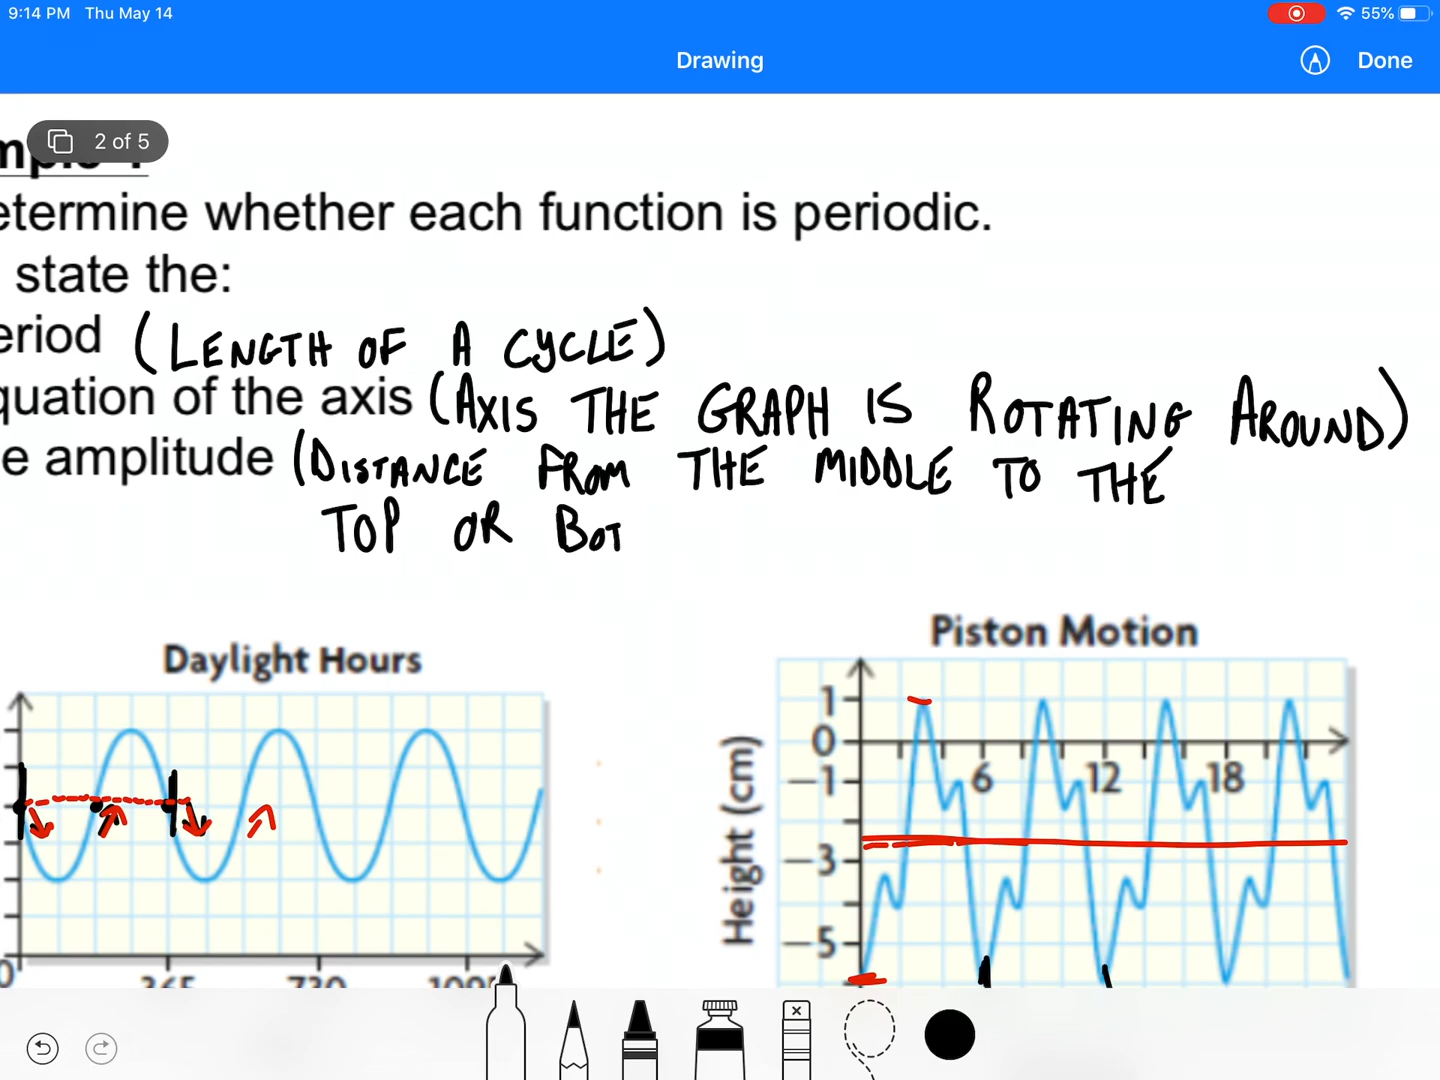 9:14 PM Thu May 14
55%
Drawing
Done
2 of 5
etermine whether each function is periodic.
state the:
eriod (LENGTH OF A CYCLE)
quation of the axis (AXIS THE GRAPH IS ROTATING AROUND)
e amplitude (DISTANCE FROM THE MIDDLE TO THE
TOP OR BOT
Daylight Hours
0
365
730
Piston Motion
Height (cm)
1
0
-1
-3
-5
6
12
18